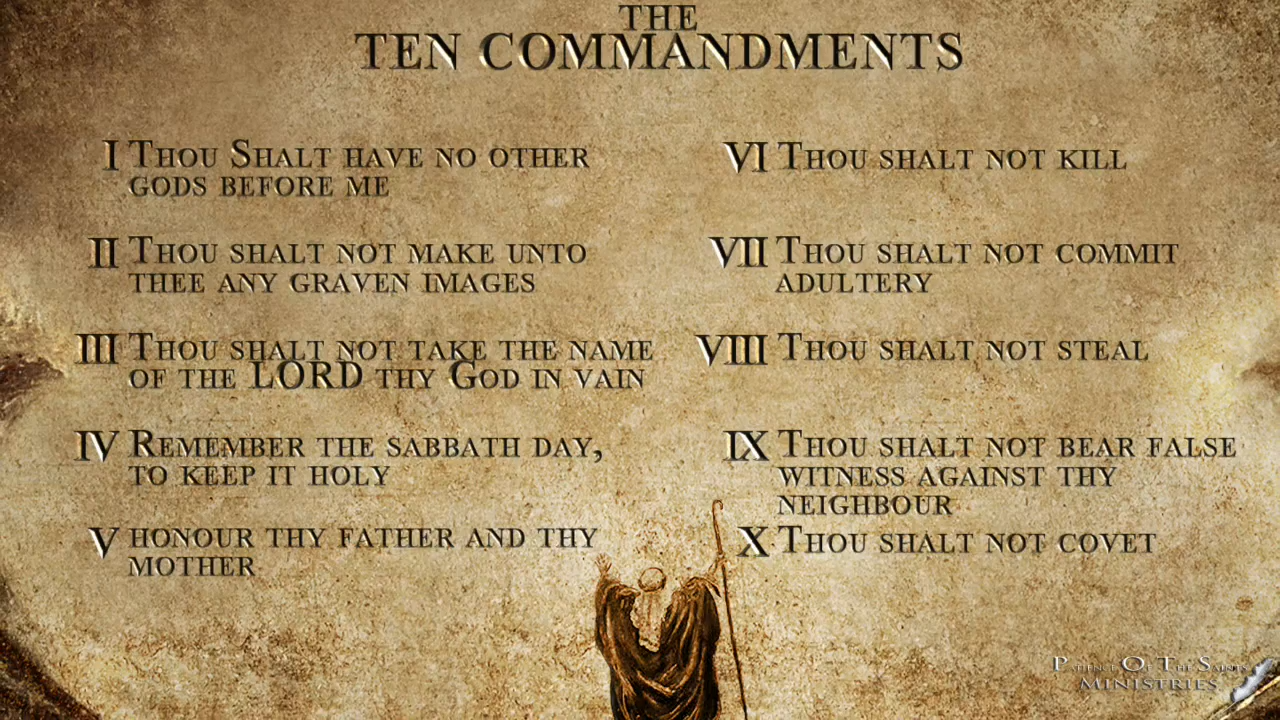 THE
TEN COMMANDMENTS
I THOU SHALT HAVE NO OTHER
GODS BEFORE ME
II THOU SHALT NOT MAKE UNTO
THEE ANY GRAVEN IMAGES
III THOU SHALT NOT TAKE THE NAME
OF THE LORD THY GOD IN VAIN
IV REMEMBER THE SABBATH DAY,
TO KEEP IT HOLY
V HONOUR THY FATHER AND THY
MOTHER
VI THOU SHALT NOT KILL
VII THOU SHALT NOT COMMIT
ADULTERY
VIII THOU SHALT NOT STEAL
IX THOU SHALT NOT BEAR FALSE
WITNESS AGAINST THY
NEIGHBOUR
X THOU SHALT NOT COVET
PATIENCE OF THE SAINTS
MINISTRIES